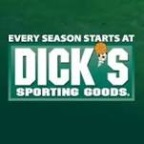 EVERY SEASON STARTS AT
DICK'S
SPORTING GOODS.